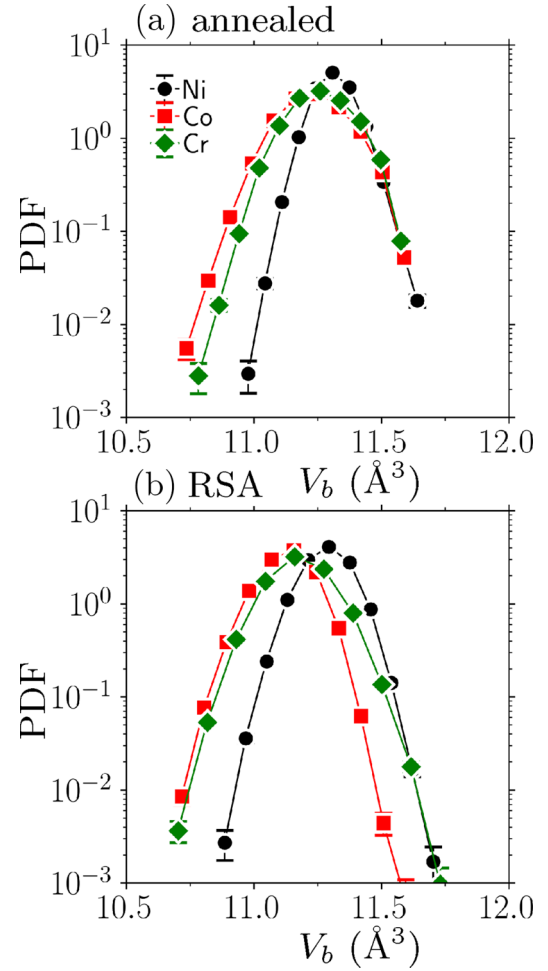 (a) annealed
PDF
10^1
10^0
10^{-1}
10^{-2}
10^{-3}
Ni
Co
Cr
10.5 11.0 11.5 12.0
V_b (Å^3)
(b) RSA
PDF
10^1
10^0
10^{-1}
10^{-2}
10^{-3}
10.5 11.0 11.5 12.0
V_b (Å^3)